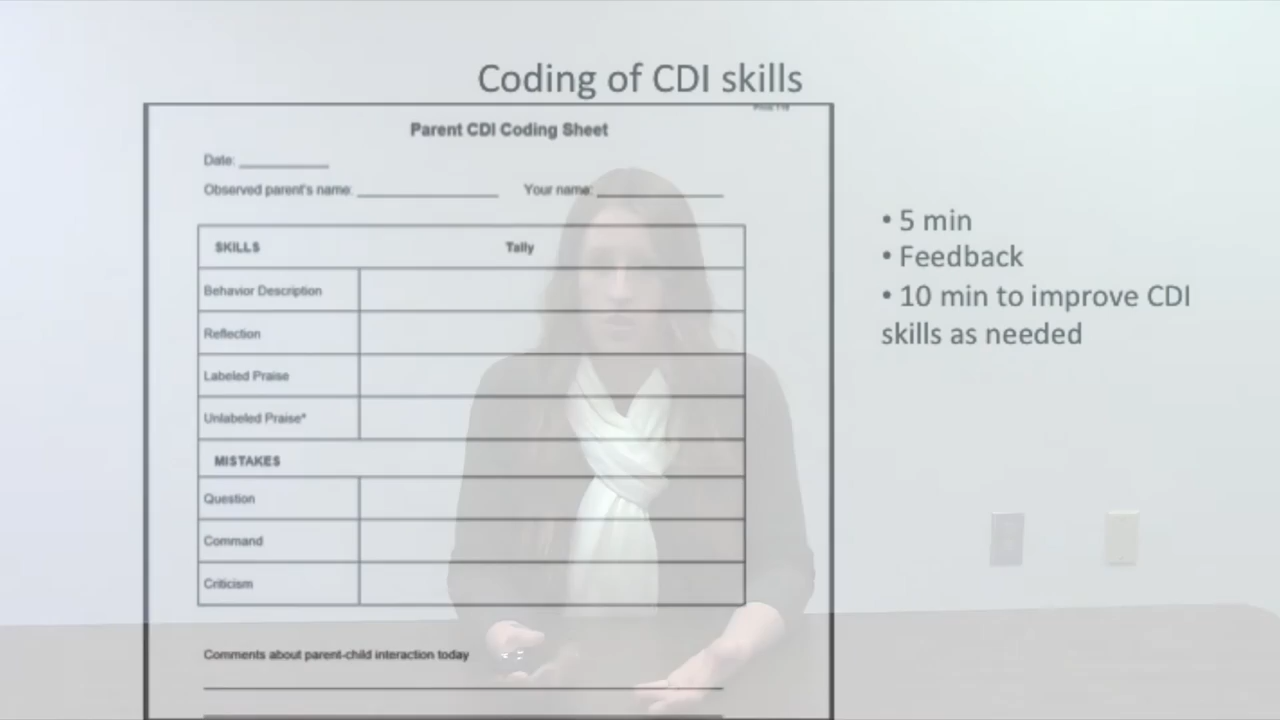 Coding of CDI skills
Parent CDI Coding Sheet
Date:
Observed parent's name: Your name:
SKILLS Tally
Behavior Description
Reflection
Labeled Praise
Unlabeled Praise*
MISTAKES
Question
Command
Criticism
Comments about parent-child interaction today
• 5 min
• Feedback
• 10 min to improve CDI
skills as needed